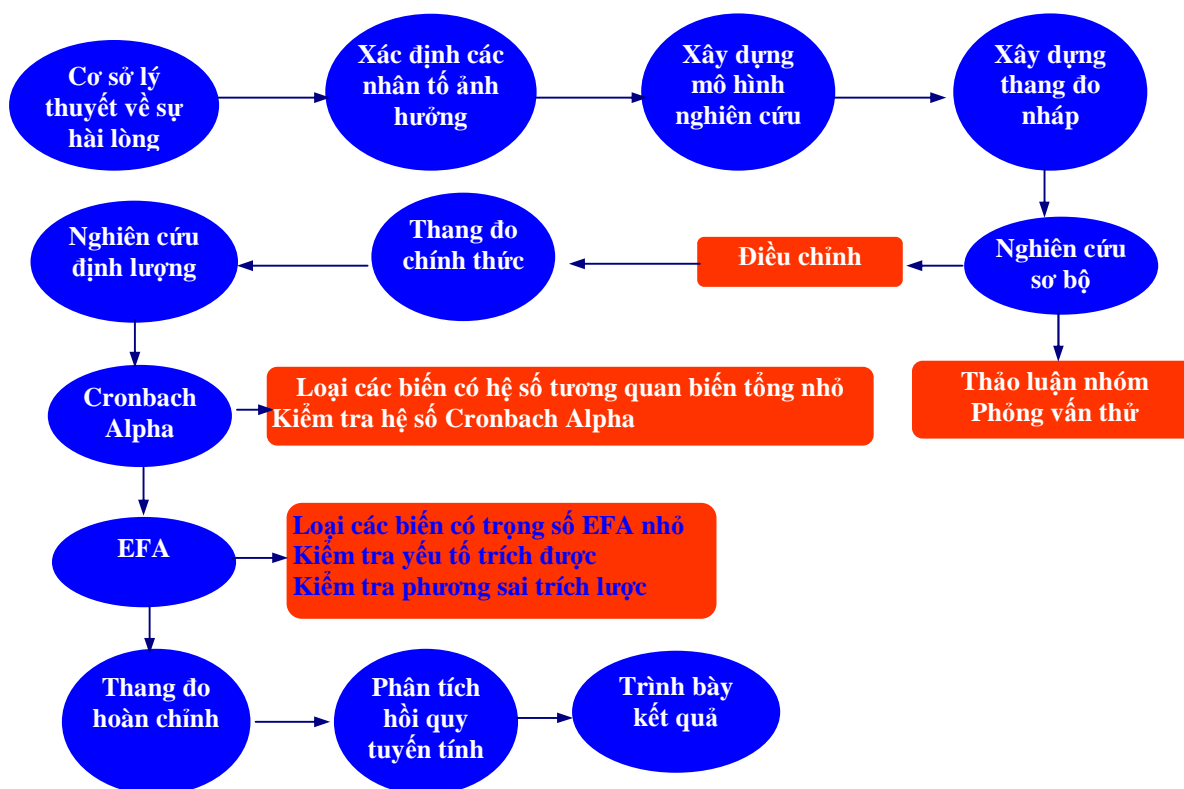 Cơ sở lý
thuyết về sự
hài lòng
Xác định các
nhân tố ảnh
hưởng
Xây dựng
mô hình
nghiên cứu
Xây dựng
thang đo
nháp
Nghiên cứu
định lượng
Thang đo
chính thức
Điều chỉnh
Nghiên cứu
sơ bộ
Cronbach
Alpha
Loại các biến có hệ số tương quan biến tổng nhỏ
Kiểm tra hệ số Cronbach Alpha
Thảo luận nhóm
Phỏng vấn thử
EFA
Loại các biến có trọng số EFA nhỏ
Kiểm tra yếu tố trích được
Kiểm tra phương sai trích lược
Thang đo
hoàn chỉnh
Phân tích
hồi quy
tuyến tính
Trình bày
kết quả